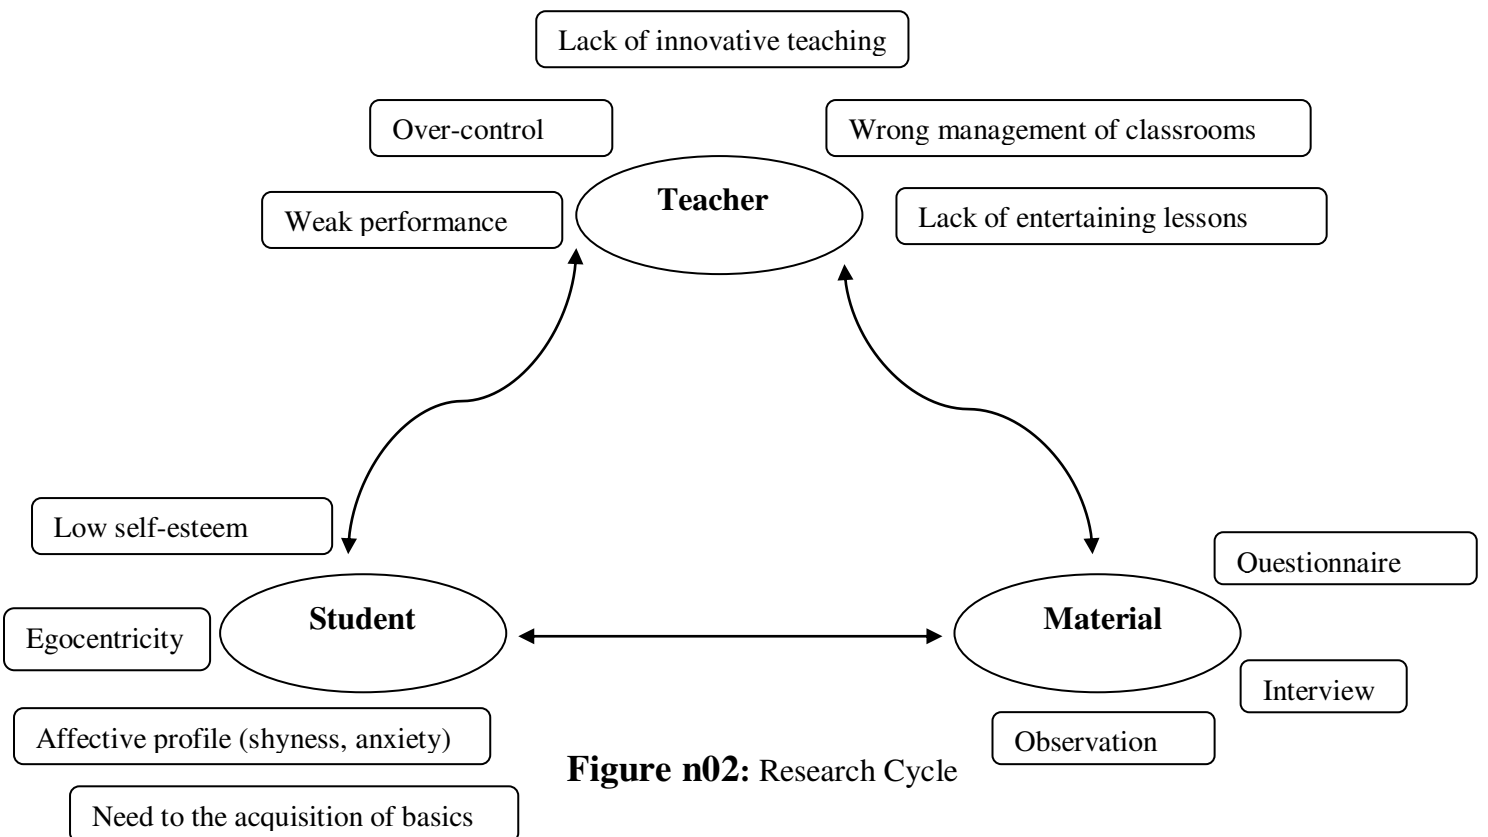 Lack of innovative teaching
Over-control
Wrong management of classrooms
Teacher
Weak performance
Lack of entertaining lessons
Low self-esteem
Questionnaire
Student
Material
Egocentricity
Interview
Affective profile (shyness, anxiety)
Observation
Figure n02: Research Cycle
Need to the acquisition of basics